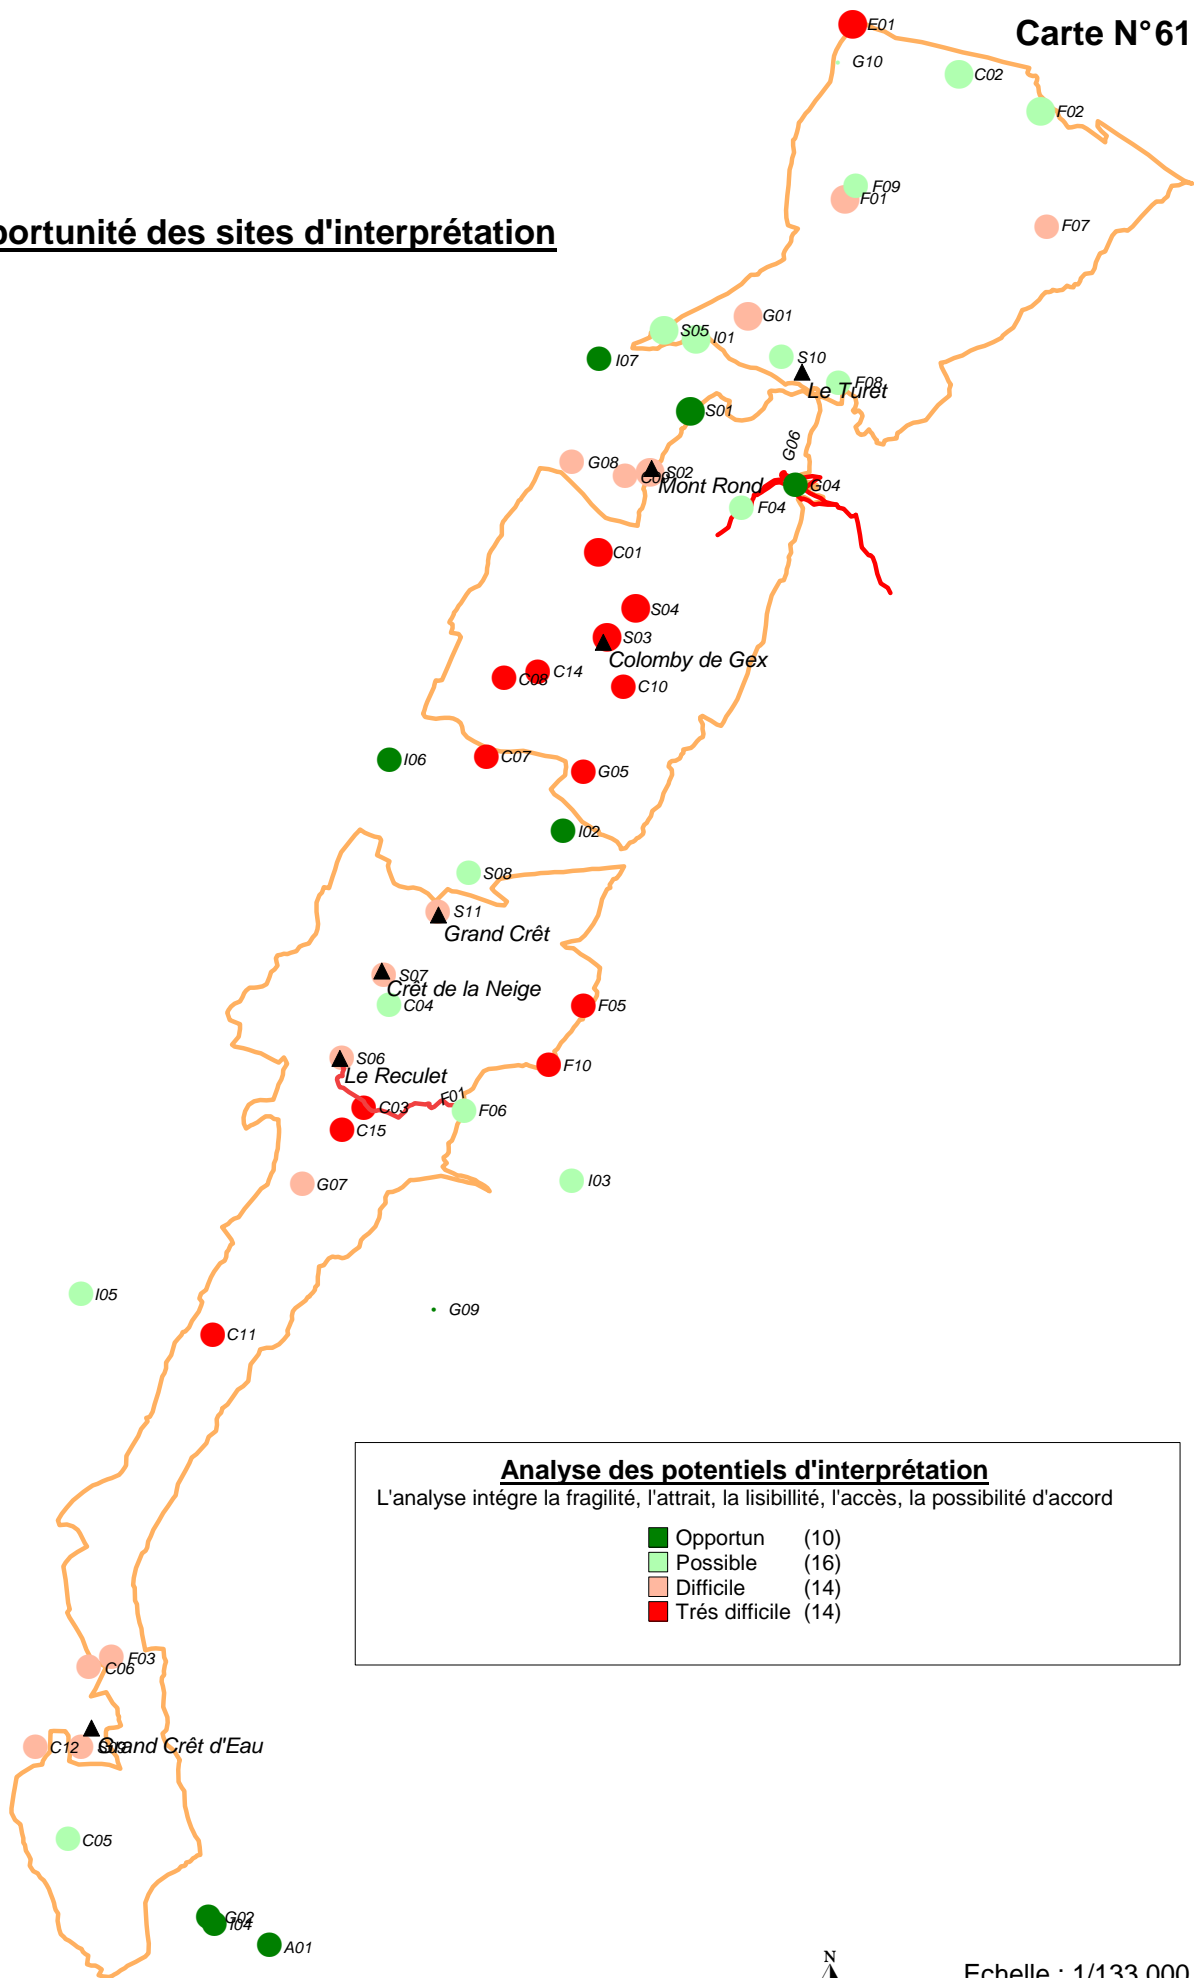 Carte N°61
E01
G10
C02
F02
portunité des sites d'interprétation
F09
F01
F07
G01
S05
I01
I07
S10
F08
Le Turet
S01
G06
G08
S02
C09
Mont Rond
G04
F04
C01
S04
S03
Colomby de Gex
C14
C08
C10
I06
C07
G05
I02
S08
S11
Grand Crêt
S07
Crêt de la Neige
C04
F05
S06
F10
Le Reculet
F01
C03
F06
C15
I03
G07
I05
G09
C11
Analyse des potentiels d'interprétation
L'analyse intégre la fragilité, l'attrait, la lisibillité, l'accès, la possibilité d'accord
Opportun (10)
Possible (16)
Difficile (14)
Trés difficile (14)
F03
C06
C12
S09
Grand Crêt d'Eau
C05
G02
I04
A01
N
Echelle : 1/133 000